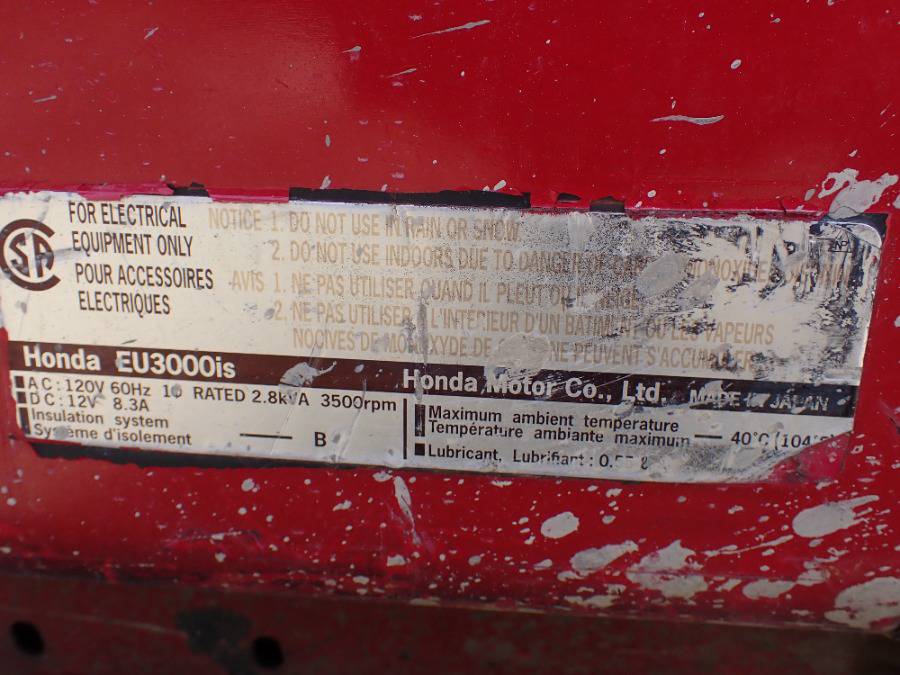 CSA
FOR ELECTRICAL
EQUIPMENT ONLY
POUR ACCESSOIRES
ELECTRIQUES
NOTICE 1. DO NOT USE IN RAIN OR SNOW
2. DO NOT USE INDOORS DUE TO DANGER OF
AVIS 1. NE PAS UTILISER QUAND IL PLEUT OU
2. NE PAS UTILISER À L'INTERIEUR D'UN BATIMENT OU LES VAPEURS
NOCIVES DE MONOXYDE DE PEUVENT S'ACCUMULER
Honda EU3000is
Honda Motor Co., Ltd. MADE IN JAPAN
AC: 120V 60Hz 1Φ RATED 2.8kVA 3500rpm
DC: 12V 8.3A
Insulation system
Système d'isolement — B
Maximum ambient temperature
Température ambiante maximum — 40°C (104°
Lubricant, Lubrifiant: